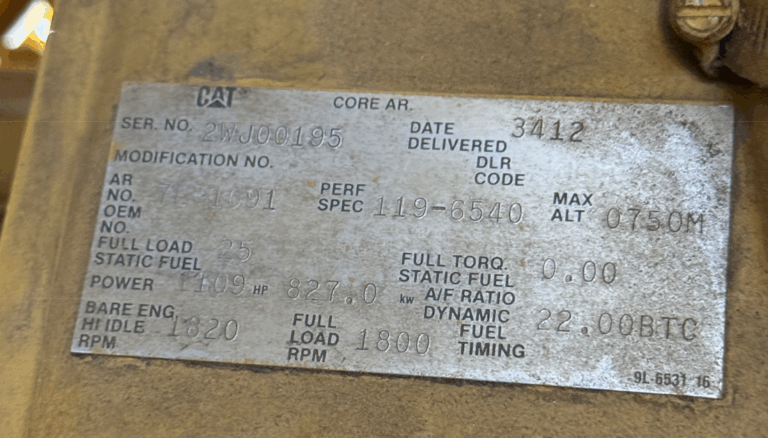 CAT CORE AR.
SER. NO. 2WJ00195 DATE DELIVERED 3412
MODIFICATION NO. DLR CODE
AR NO. PERF SPEC 119-6540 MAX ALT 0750M
OEM NO.
FULL LOAD STATIC FUEL 25 FULL TORQ. STATIC FUEL 0.00
POWER 1109 HP 827.0 kW A/F RATIO
BARE ENG. HI IDLE RPM 1820 FULL LOAD RPM 1800 DYNAMIC FUEL TIMING 22.00BTC
9L-6531 16